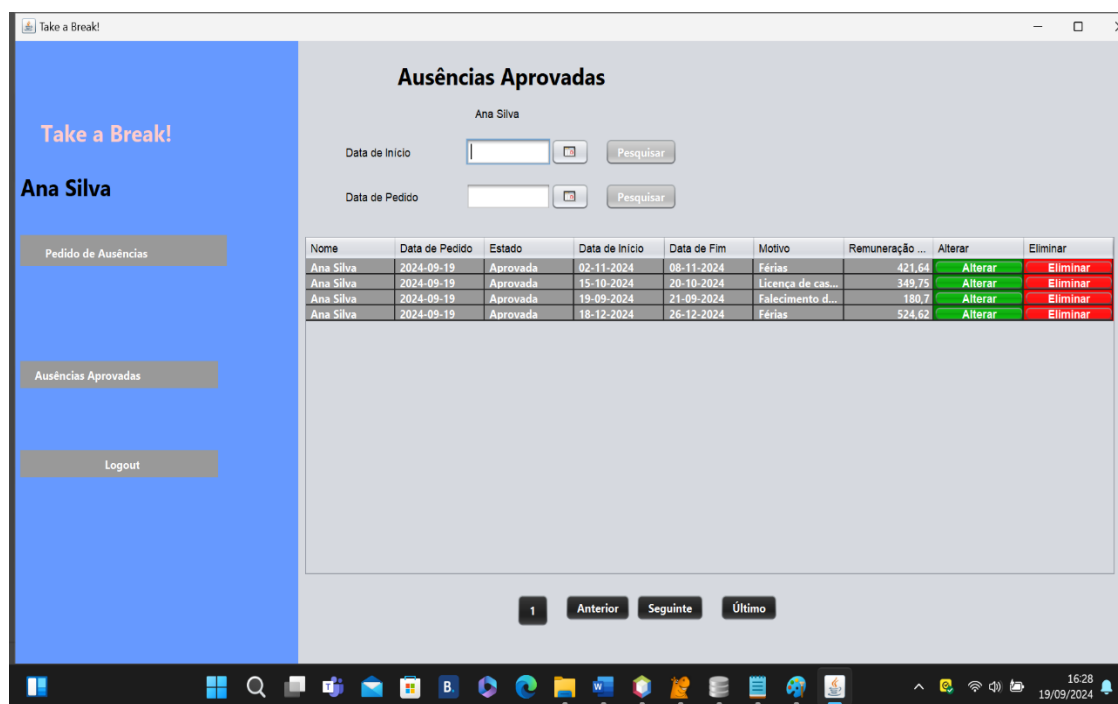 Take a Break!
Take a Break!
Ana Silva
Pedido de Ausências
Ausências Aprovadas
Logout
Ausências Aprovadas
Ana Silva
Data de Início Pesquisar
Data de Pedido Pesquisar
Nome Data de Pedido Estado Data de Início Data de Fim Motivo Remuneração ... Alterar Eliminar
Ana Silva 2024-09-19 Aprovada 02-11-2024 08-11-2024 Férias 421,64 Alterar Eliminar
Ana Silva 2024-09-19 Aprovada 15-10-2024 20-10-2024 Licença de cas... 349,75 Alterar Eliminar
Ana Silva 2024-09-19 Aprovada 19-09-2024 21-09-2024 Falecimento d... 180,7 Alterar Eliminar
Ana Silva 2024-09-19 Aprovada 18-12-2024 26-12-2024 Férias 524,62 Alterar Eliminar
1 Anterior Seguinte Último
B.
16:28
19/09/2024